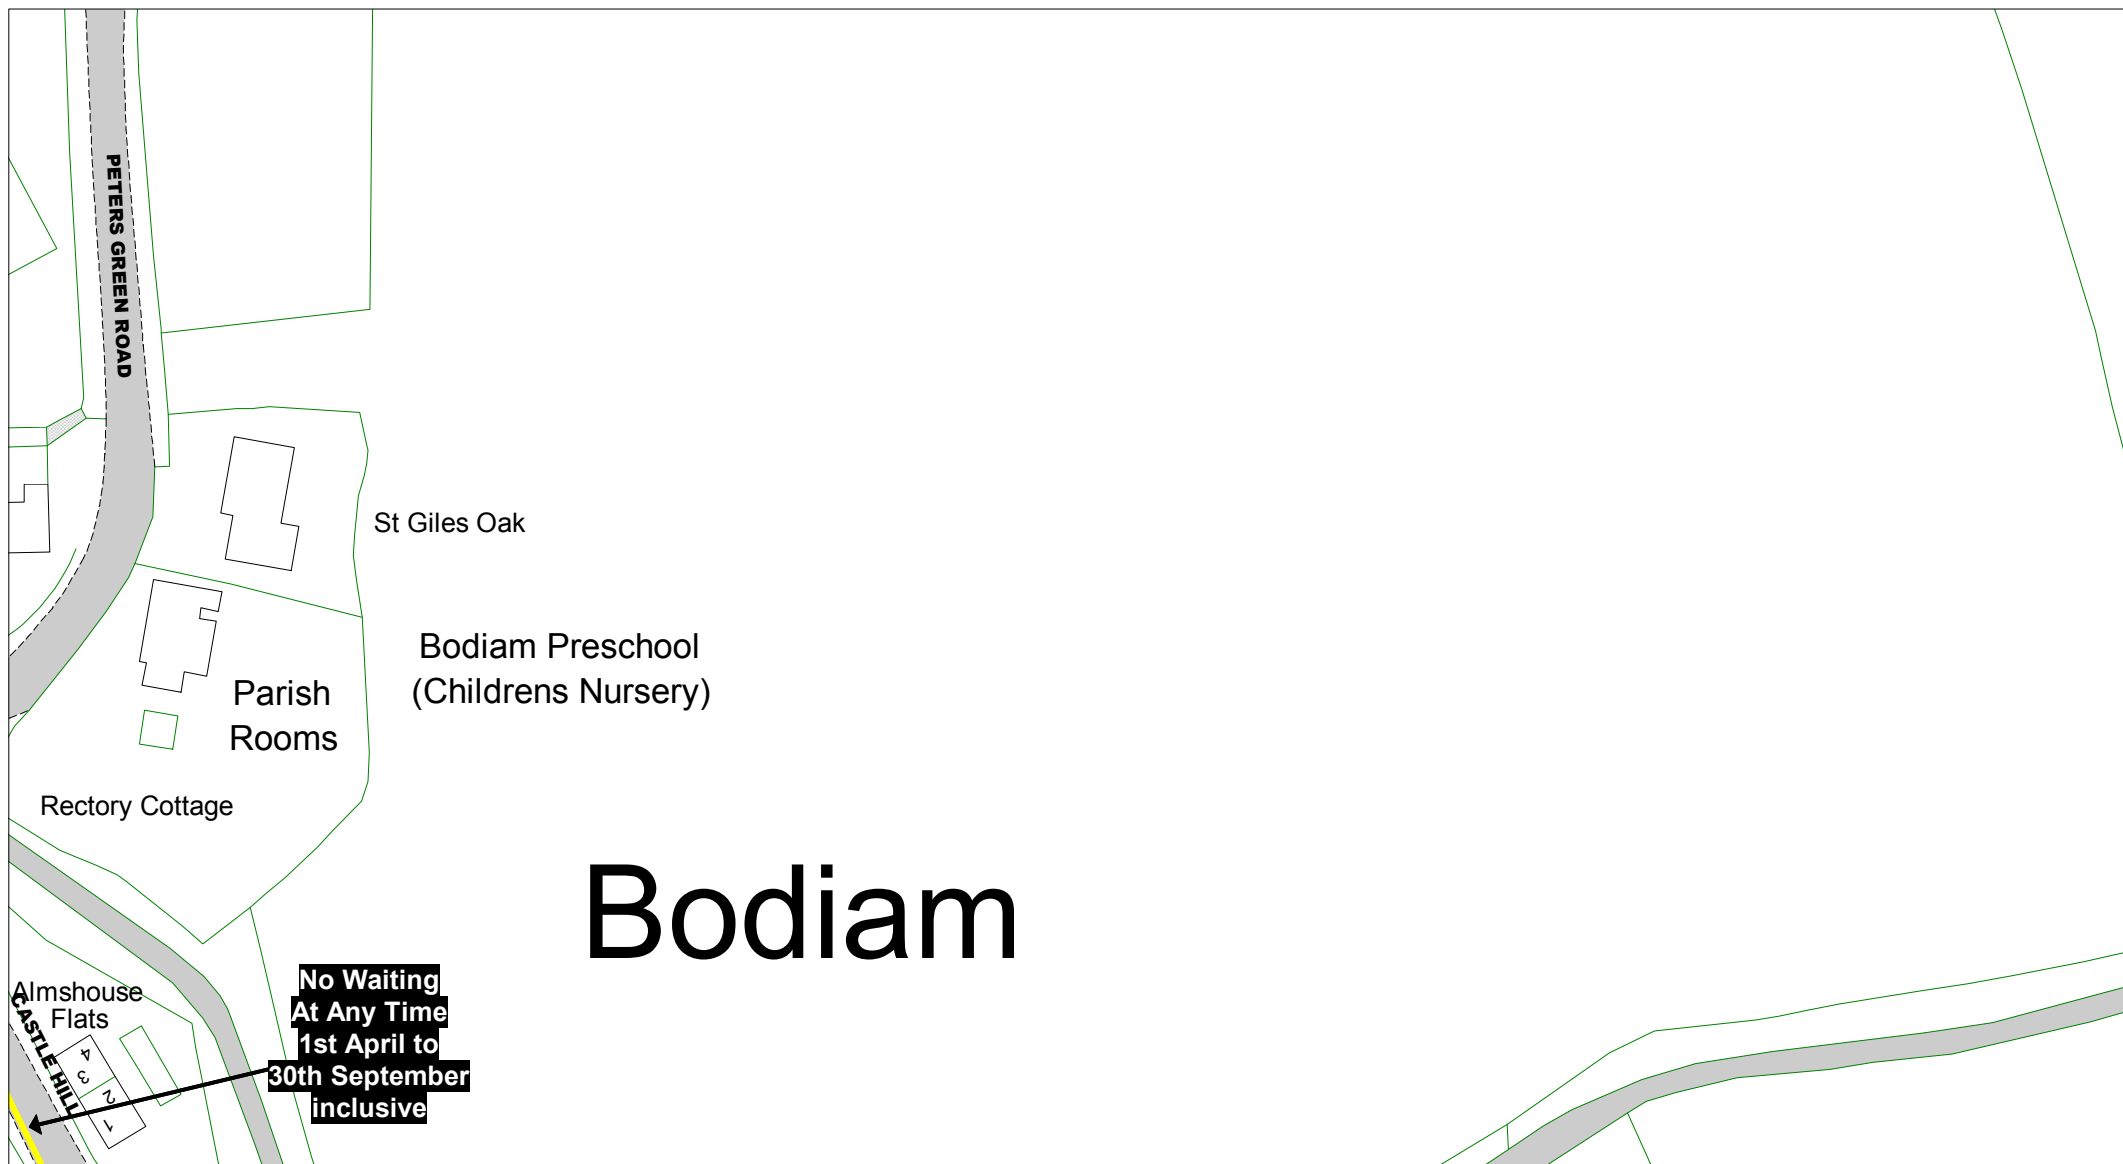 PETERS GREEN ROAD
St Giles Oak
Bodiam Preschool
(Childrens Nursery)
Parish
Rooms
Rectory Cottage
Bodiam
No Waiting
At Any Time
1st April to
30th September
inclusive
Almshouse
Flats
CASTLE HILL
4
3
2
1